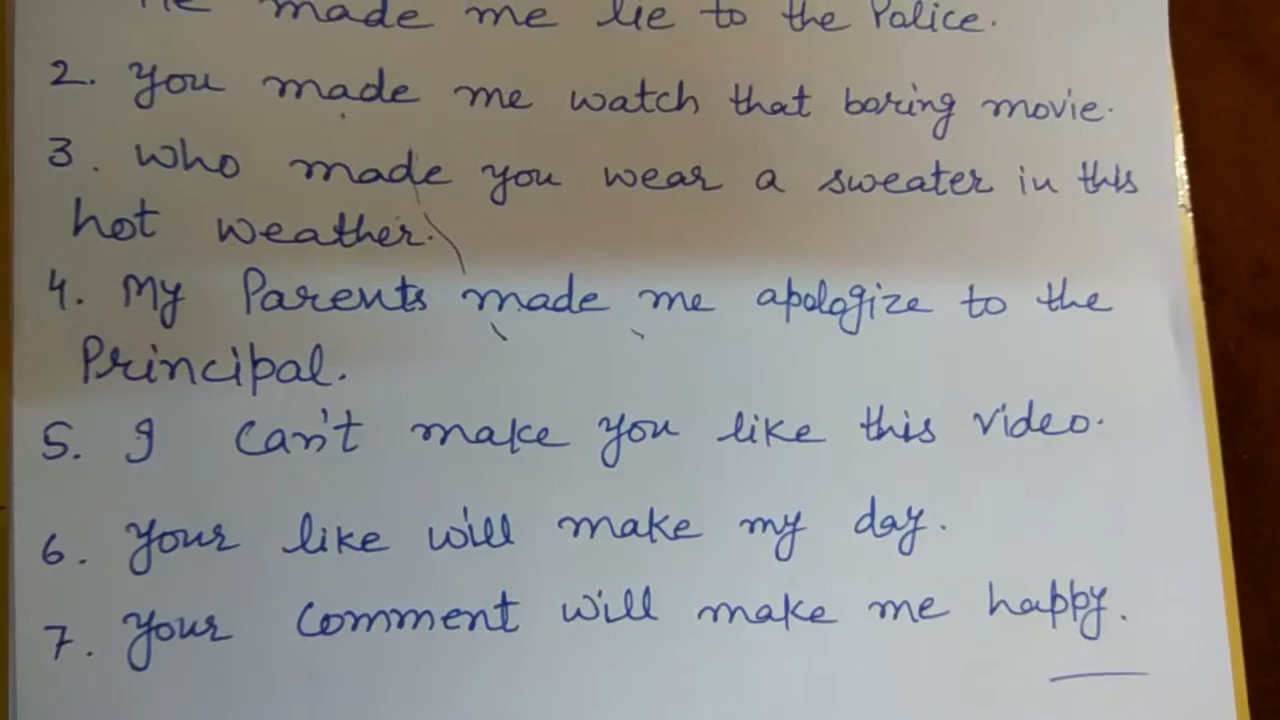 He made me lie to the Police.
2. You made me watch that boring movie.
3. Who made you wear a sweater in this
hot weather.
4. My Parents made me apologize to the
Principal.
5. I Can't make you like this video.
6. Your like will make my day.
7. Your Comment will make me happy.